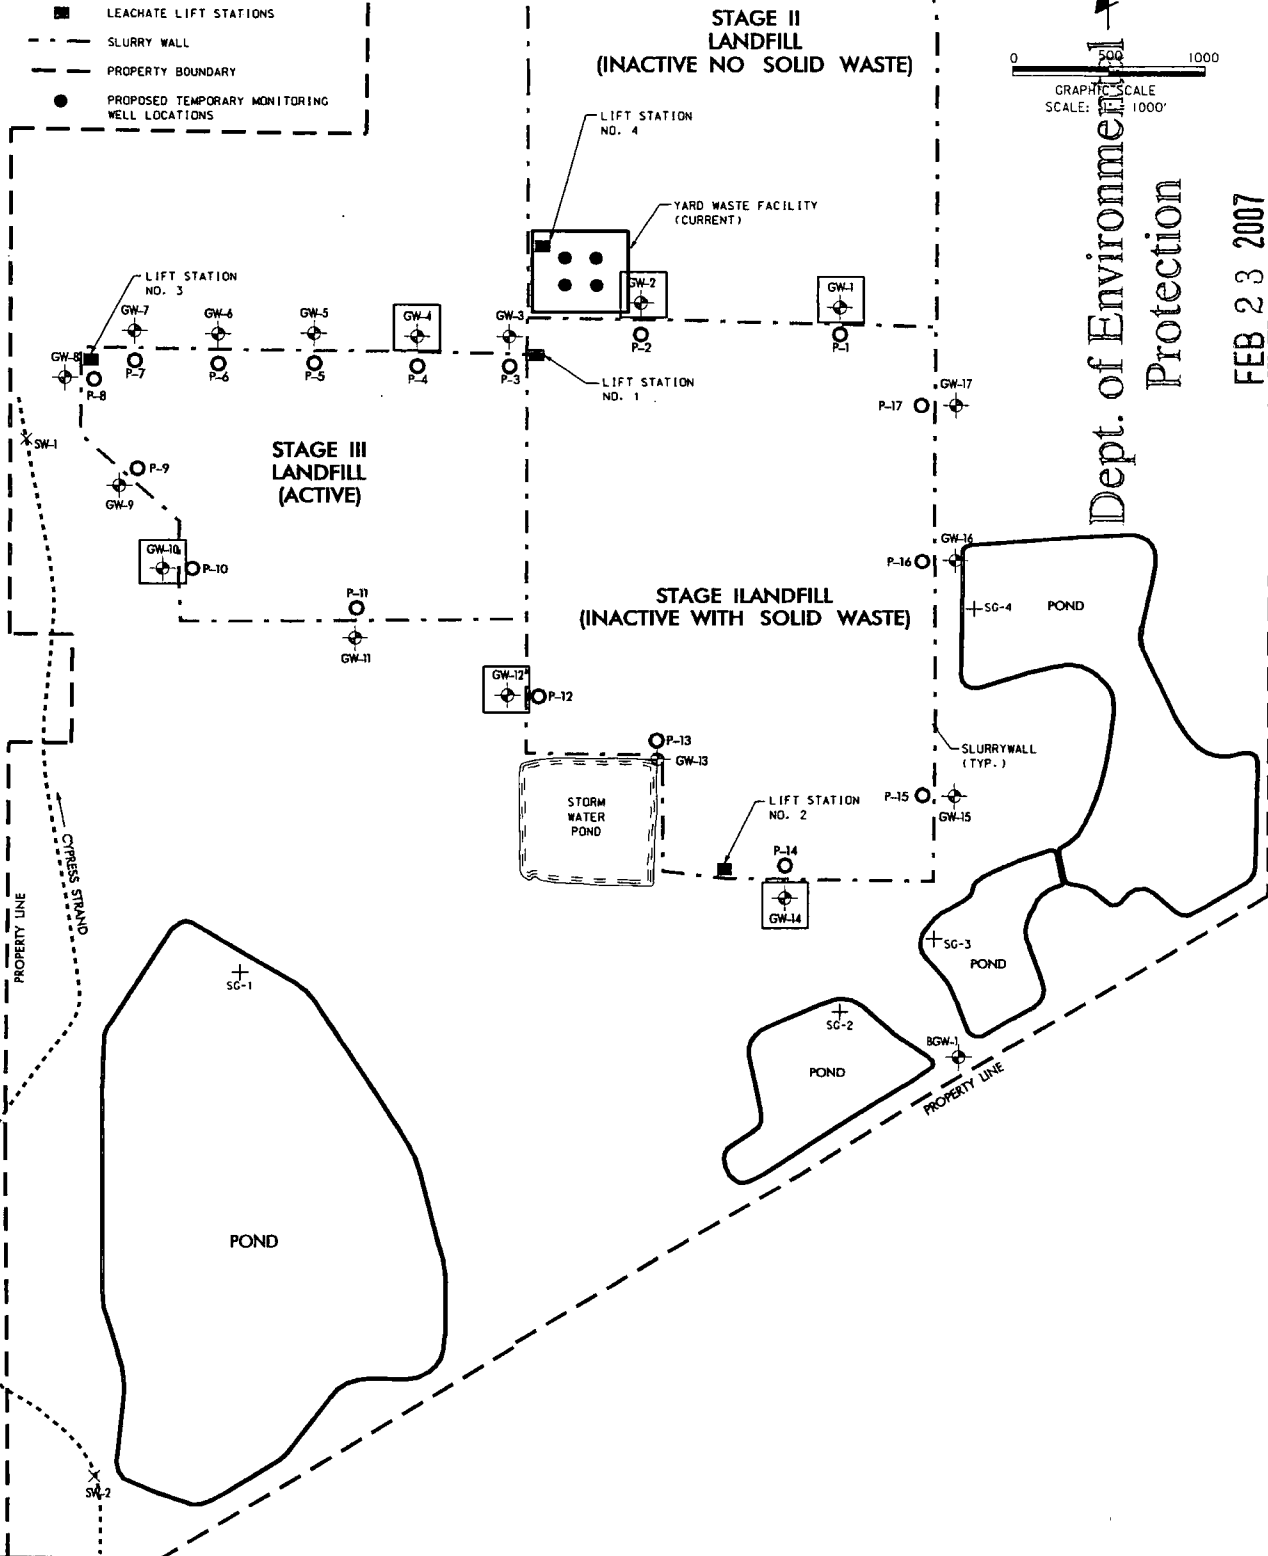 LEACHATE LIFT STATIONS
SLURRY WALL
PROPERTY BOUNDARY
PROPOSED TEMPORARY MONITORING
WELL LOCATIONS
STAGE II
LANDFILL
(INACTIVE NO SOLID WASTE)
0 500 1000
GRAPHIC SCALE
SCALE: 1" = 1000'
Dept. of Environmental
Protection
FEB 23 2007
LIFT STATION
NO. 4
YARD WASTE FACILITY
(CURRENT)
LIFT STATION
NO. 3
GW-7
GW-6
GW-5
GW-4
GW-3
GW-2
GW-1
GW-8
P-8
P-7
P-6
P-5
P-4
P-3
P-2
P-1
LIFT STATION
NO. 1
P-17
GW-17
SW-1
STAGE III
LANDFILL
(ACTIVE)
P-9
GW-9
GW-10
P-10
P-11
GW-11
P-16
GW-16
STAGE I LANDFILL
(INACTIVE WITH SOLID WASTE)
SG-4
POND
GW-12
P-12
P-13
GW-13
SLURRYWALL
(TYP.)
STORM
WATER
POND
LIFT STATION
NO. 2
P-15
GW-15
P-14
GW-14
CYPRESS STRAND
PROPERTY LINE
SG-3
POND
SG-1
SG-2
POND
BGW-1
PROPERTY LINE
POND
SW-2